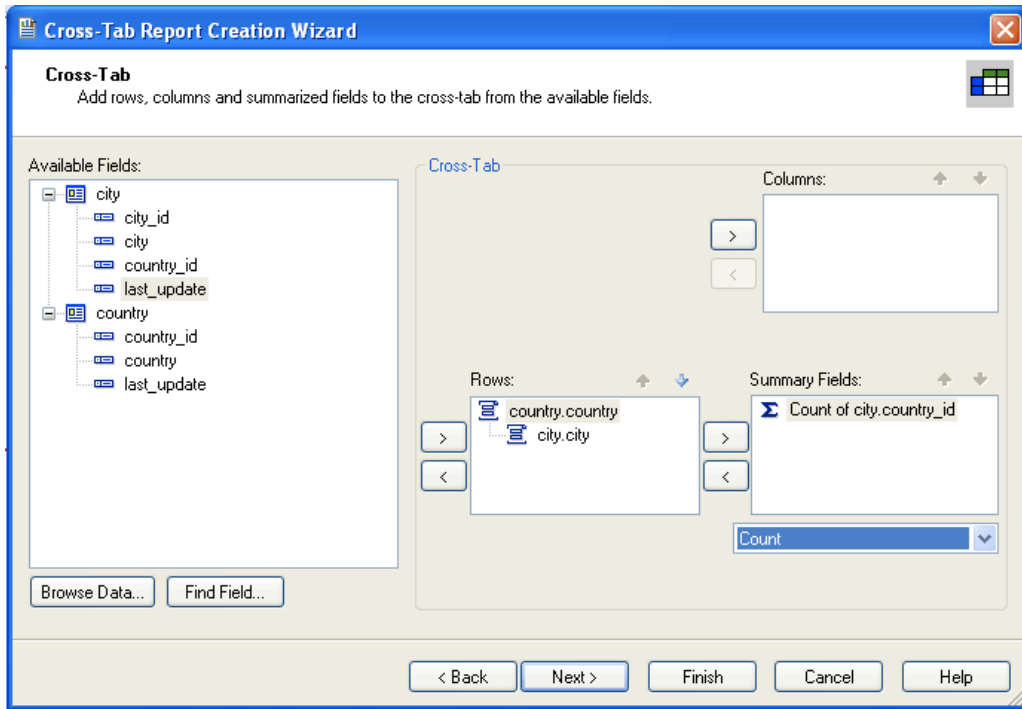 Cross-Tab Report Creation Wizard
Cross-Tab
Add rows, columns and summarized fields to the cross-tab from the available fields.
Available Fields:
city
city_id
city
country_id
last_update
country
country_id
country
last_update
Browse Data...
Find Field...
Cross-Tab
Columns:
>
<
Rows:
country.country
city.city
>
<
Summary Fields:
Σ Count of city.country_id
>
<
Count
< Back
Next >
Finish
Cancel
Help